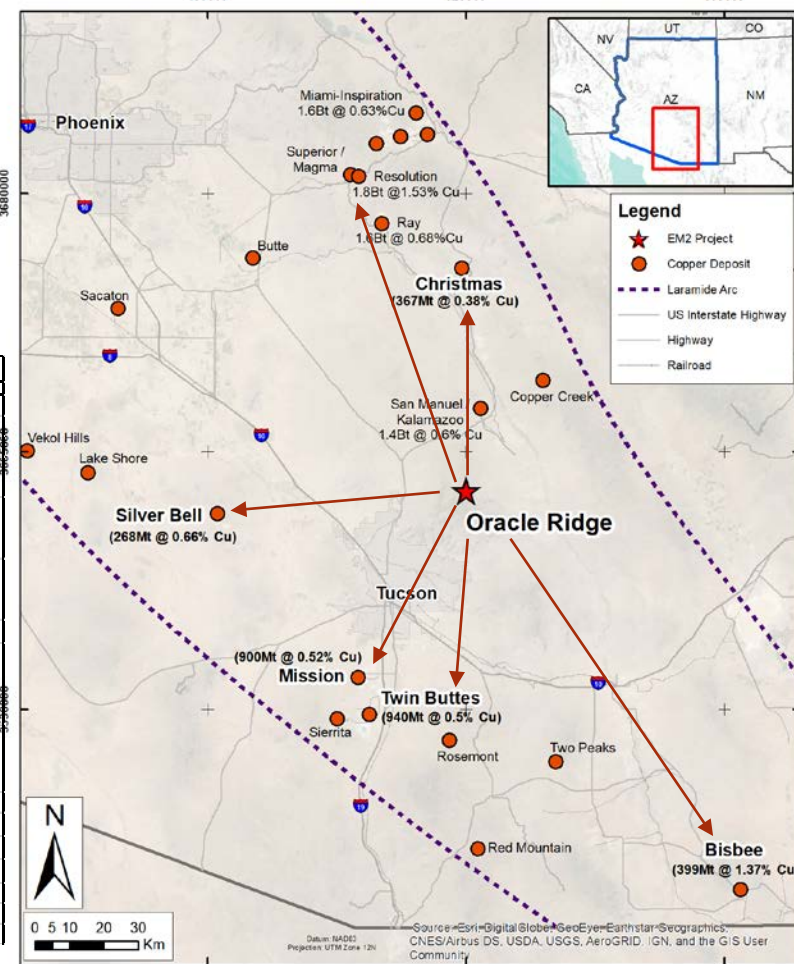 NV
UT
CO
CA
AZ
NM
Legend
EM2 Project
Copper Deposit
Laramide Arc
US Interstate Highway
Highway
Railroad
Phoenix
17
Miami-Inspiration
1.6Bt @ 0.63%Cu
Superior /
Magma
Resolution
1.8Bt @1.53% Cu
3680000
10
Ray
1.6Bt @ 0.68%Cu
Butte
Christmas
(367Mt @ 0.38% Cu)
Sacaton
8
Copper Creek
San Manuel /
Kalamazoo
1.4Bt @ 0.6% Cu
10
Vekol Hills
Lake Shore
Silver Bell
(268Mt @ 0.66% Cu)
Oracle Ridge
Tucson
(900Mt @ 0.52% Cu)
Mission
Twin Buttes
(940Mt @ 0.5% Cu)
10
Sierrita
Rosemont
Two Peaks
19
Red Mountain
Bisbee
(399Mt @ 1.37% Cu
N
0 5 10 20 30
Km
Datum: NAD83
Projection: UTM Zone 12N
Source: Esri, DigitalGlobe, GeoEye, Earthstar Geographics,
CNES/Airbus DS, USDA, USGS, AeroGRID, IGN, and the GIS User
Community